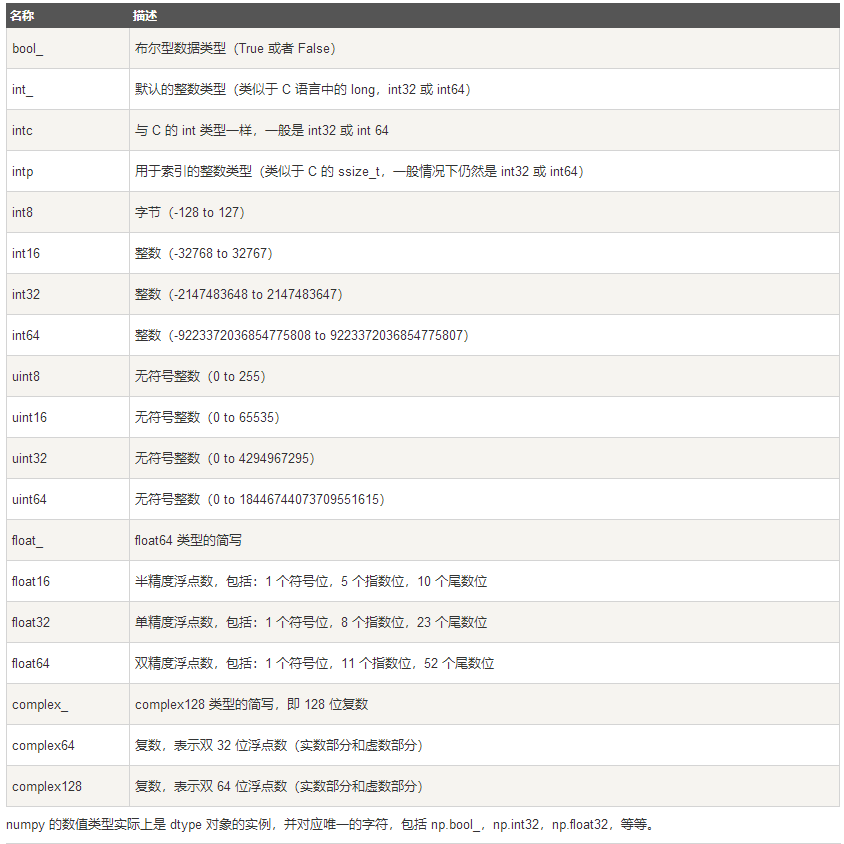 名称 描述
bool_ 布尔型数据类型（True 或者 False）
int_ 默认的整数类型（类似于 C 语言中的 long，int32 或 int64）
intc 与 C 的 int 类型一样，一般是 int32 或 int 64
intp 用于索引的整数类型（类似于 C 的 ssize_t，一般情况下仍然是 int32 或 int64）
int8 字节（-128 to 127）
int16 整数（-32768 to 32767）
int32 整数（-2147483648 to 2147483647）
int64 整数（-9223372036854775808 to 9223372036854775807）
uint8 无符号整数（0 to 255）
uint16 无符号整数（0 to 65535）
uint32 无符号整数（0 to 4294967295）
uint64 无符号整数（0 to 18446744073709551615）
float_ float64 类型的简写
float16 半精度浮点数，包括：1 个符号位，5 个指数位，10 个尾数位
float32 单精度浮点数，包括：1 个符号位，8 个指数位，23 个尾数位
float64 双精度浮点数，包括：1 个符号位，11 个指数位，52 个尾数位
complex_ complex128 类型的简写，即 128 位复数
complex64 复数，表示双 32 位浮点数（实数部分和虚数部分）
complex128 复数，表示双 64 位浮点数（实数部分和虚数部分）
numpy 的数值类型实际上是 dtype 对象的实例，并对应唯一的字符，包括 np.bool_，np.int32，np.float32，等等。